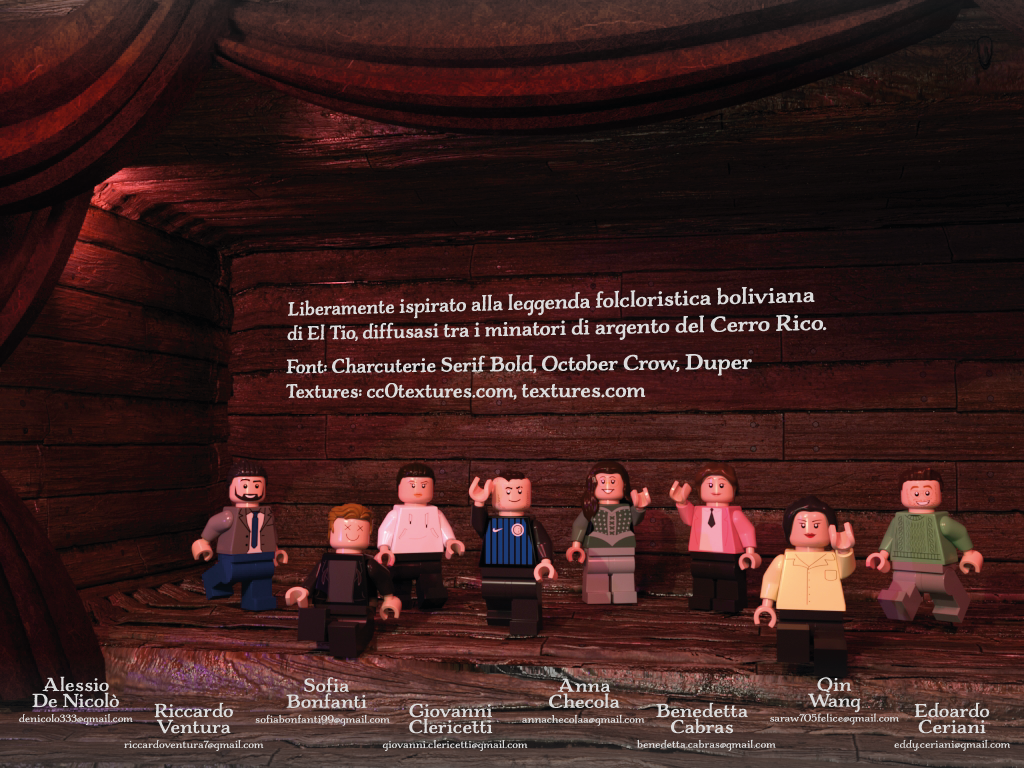 Liberamente ispirato alla leggenda folcloristica boliviana
di El Tio, diffusasi tra i minatori di argento del Cerro Rico.
Font: Charcuterie Serif Bold, October Crow, Duper
Textures: cc0textures.com, textures.com
Alessio
De Nicolò
denicolo333@gmail.com
Riccardo
Ventura
riccardoventura7@gmail.com
Sofia
Bonfanti
sofiabonfanti99@gmail.com
Giovanni
Clericetti
giovanni.clericetti@gmail.com
Anna
Checola
annachecolaa@gmail.com
Benedetta
Cabras
benedetta.cabras@gmail.com
Qin
Wang
saraw705felice@gmail.com
Edoardo
Ceriani
eddy.ceriani@gmail.com